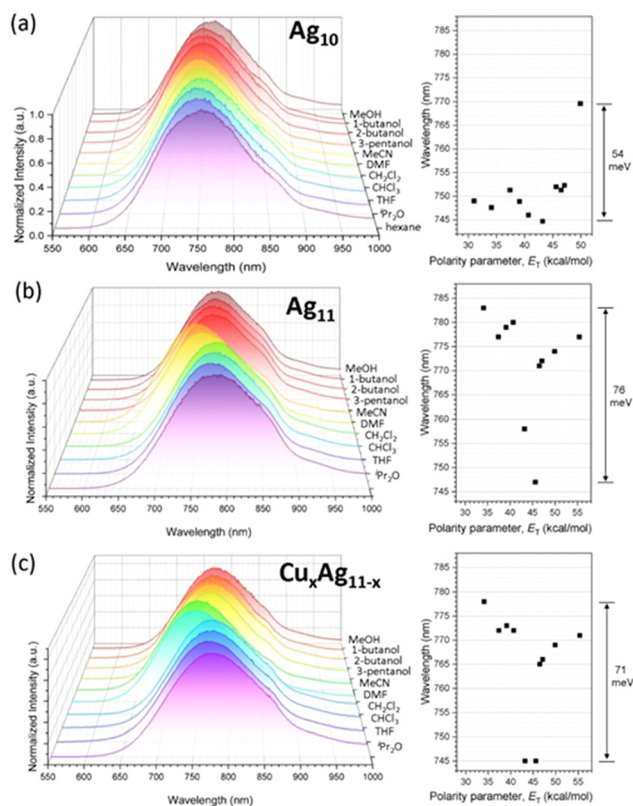 (a)
Ag10
Normalized Intensity (a.u.)
1.0
0.8
0.6
0.4
0.2
0.0
550 600 650 700 750 800 850 900 950 1000
Wavelength (nm)
MeOH
1-butanol
2-butanol
3-pentanol
MeCN
DMF
CH2Cl2
CHCl3
THF
iPr2O
hexane
Wavelength (nm)
785
780
775
770
765
760
755
750
745
30 35 40 45 50
Polarity parameter, ET (kcal/mol)
54
meV
(b)
Ag11
Normalized Intensity (a.u.)
550 600 650 700 750 800 850 900 950 1000
Wavelength (nm)
MeOH
1-butanol
2-butanol
3-pentanol
MeCN
DMF
CH2Cl2
CHCl3
THF
iPr2O
Wavelength (nm)
785
780
775
770
765
760
755
750
745
30 35 40 45 50 55
Polarity parameter, ET (kcal/mol)
76
meV
(c)
CuxAg11-x
Normalized Intensity (a.u.)
550 600 650 700 750 800 850 900 950 1000
Wavelength (nm)
MeOH
1-butanol
2-butanol
3-pentanol
MeCN
DMF
CH2Cl2
CHCl3
THF
iPr2O
Wavelength (nm)
785
780
775
770
765
760
755
750
745
30 35 40 45 50 55
Polarity parameter, ET (kcal/mol)
71
meV